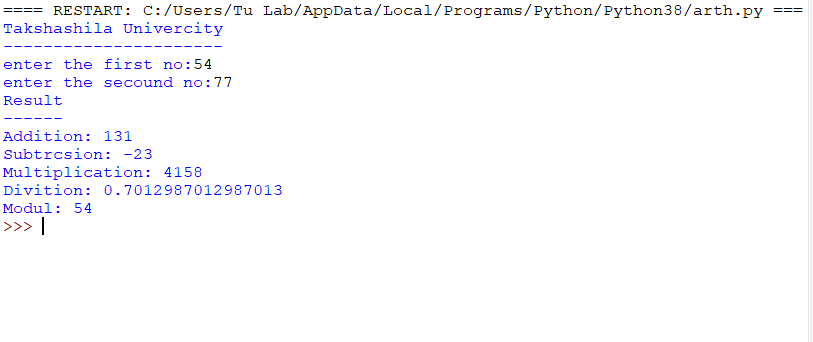 ==== RESTART: C:/Users/Tu Lab/AppData/Local/Programs/Python/Python38/arth.py ===
Takshashila Univercity
----------------------
enter the first no:54
enter the secound no:77
Result
------
Addition: 131
Subtrcsion: -23
Multiplication: 4158
Divition: 0.7012987012987013
Modul: 54
>>>